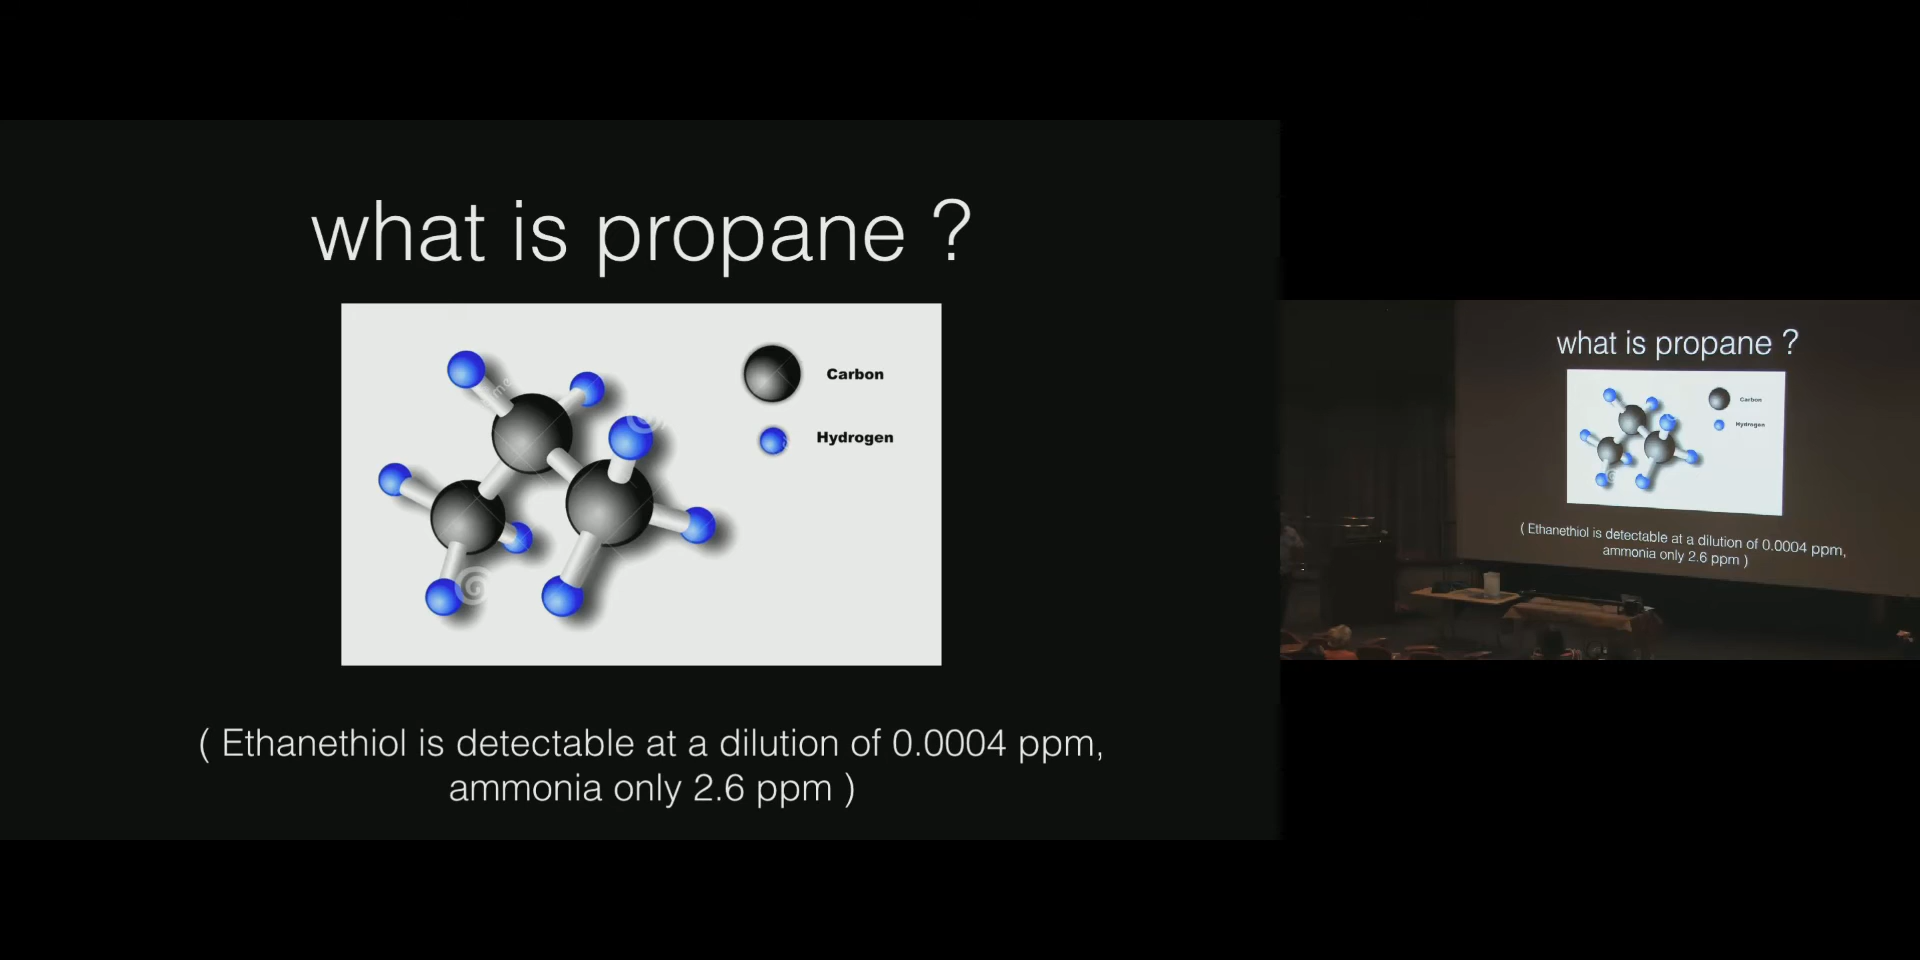 what is propane ?
Carbon
Hydrogen
( Ethanethiol is detectable at a dilution of 0.0004 ppm,
ammonia only 2.6 ppm )
what is propane ?
Carbon
Hydrogen
( Ethanethiol is detectable at a dilution of 0.0004 ppm,
ammonia only 2.6 ppm )